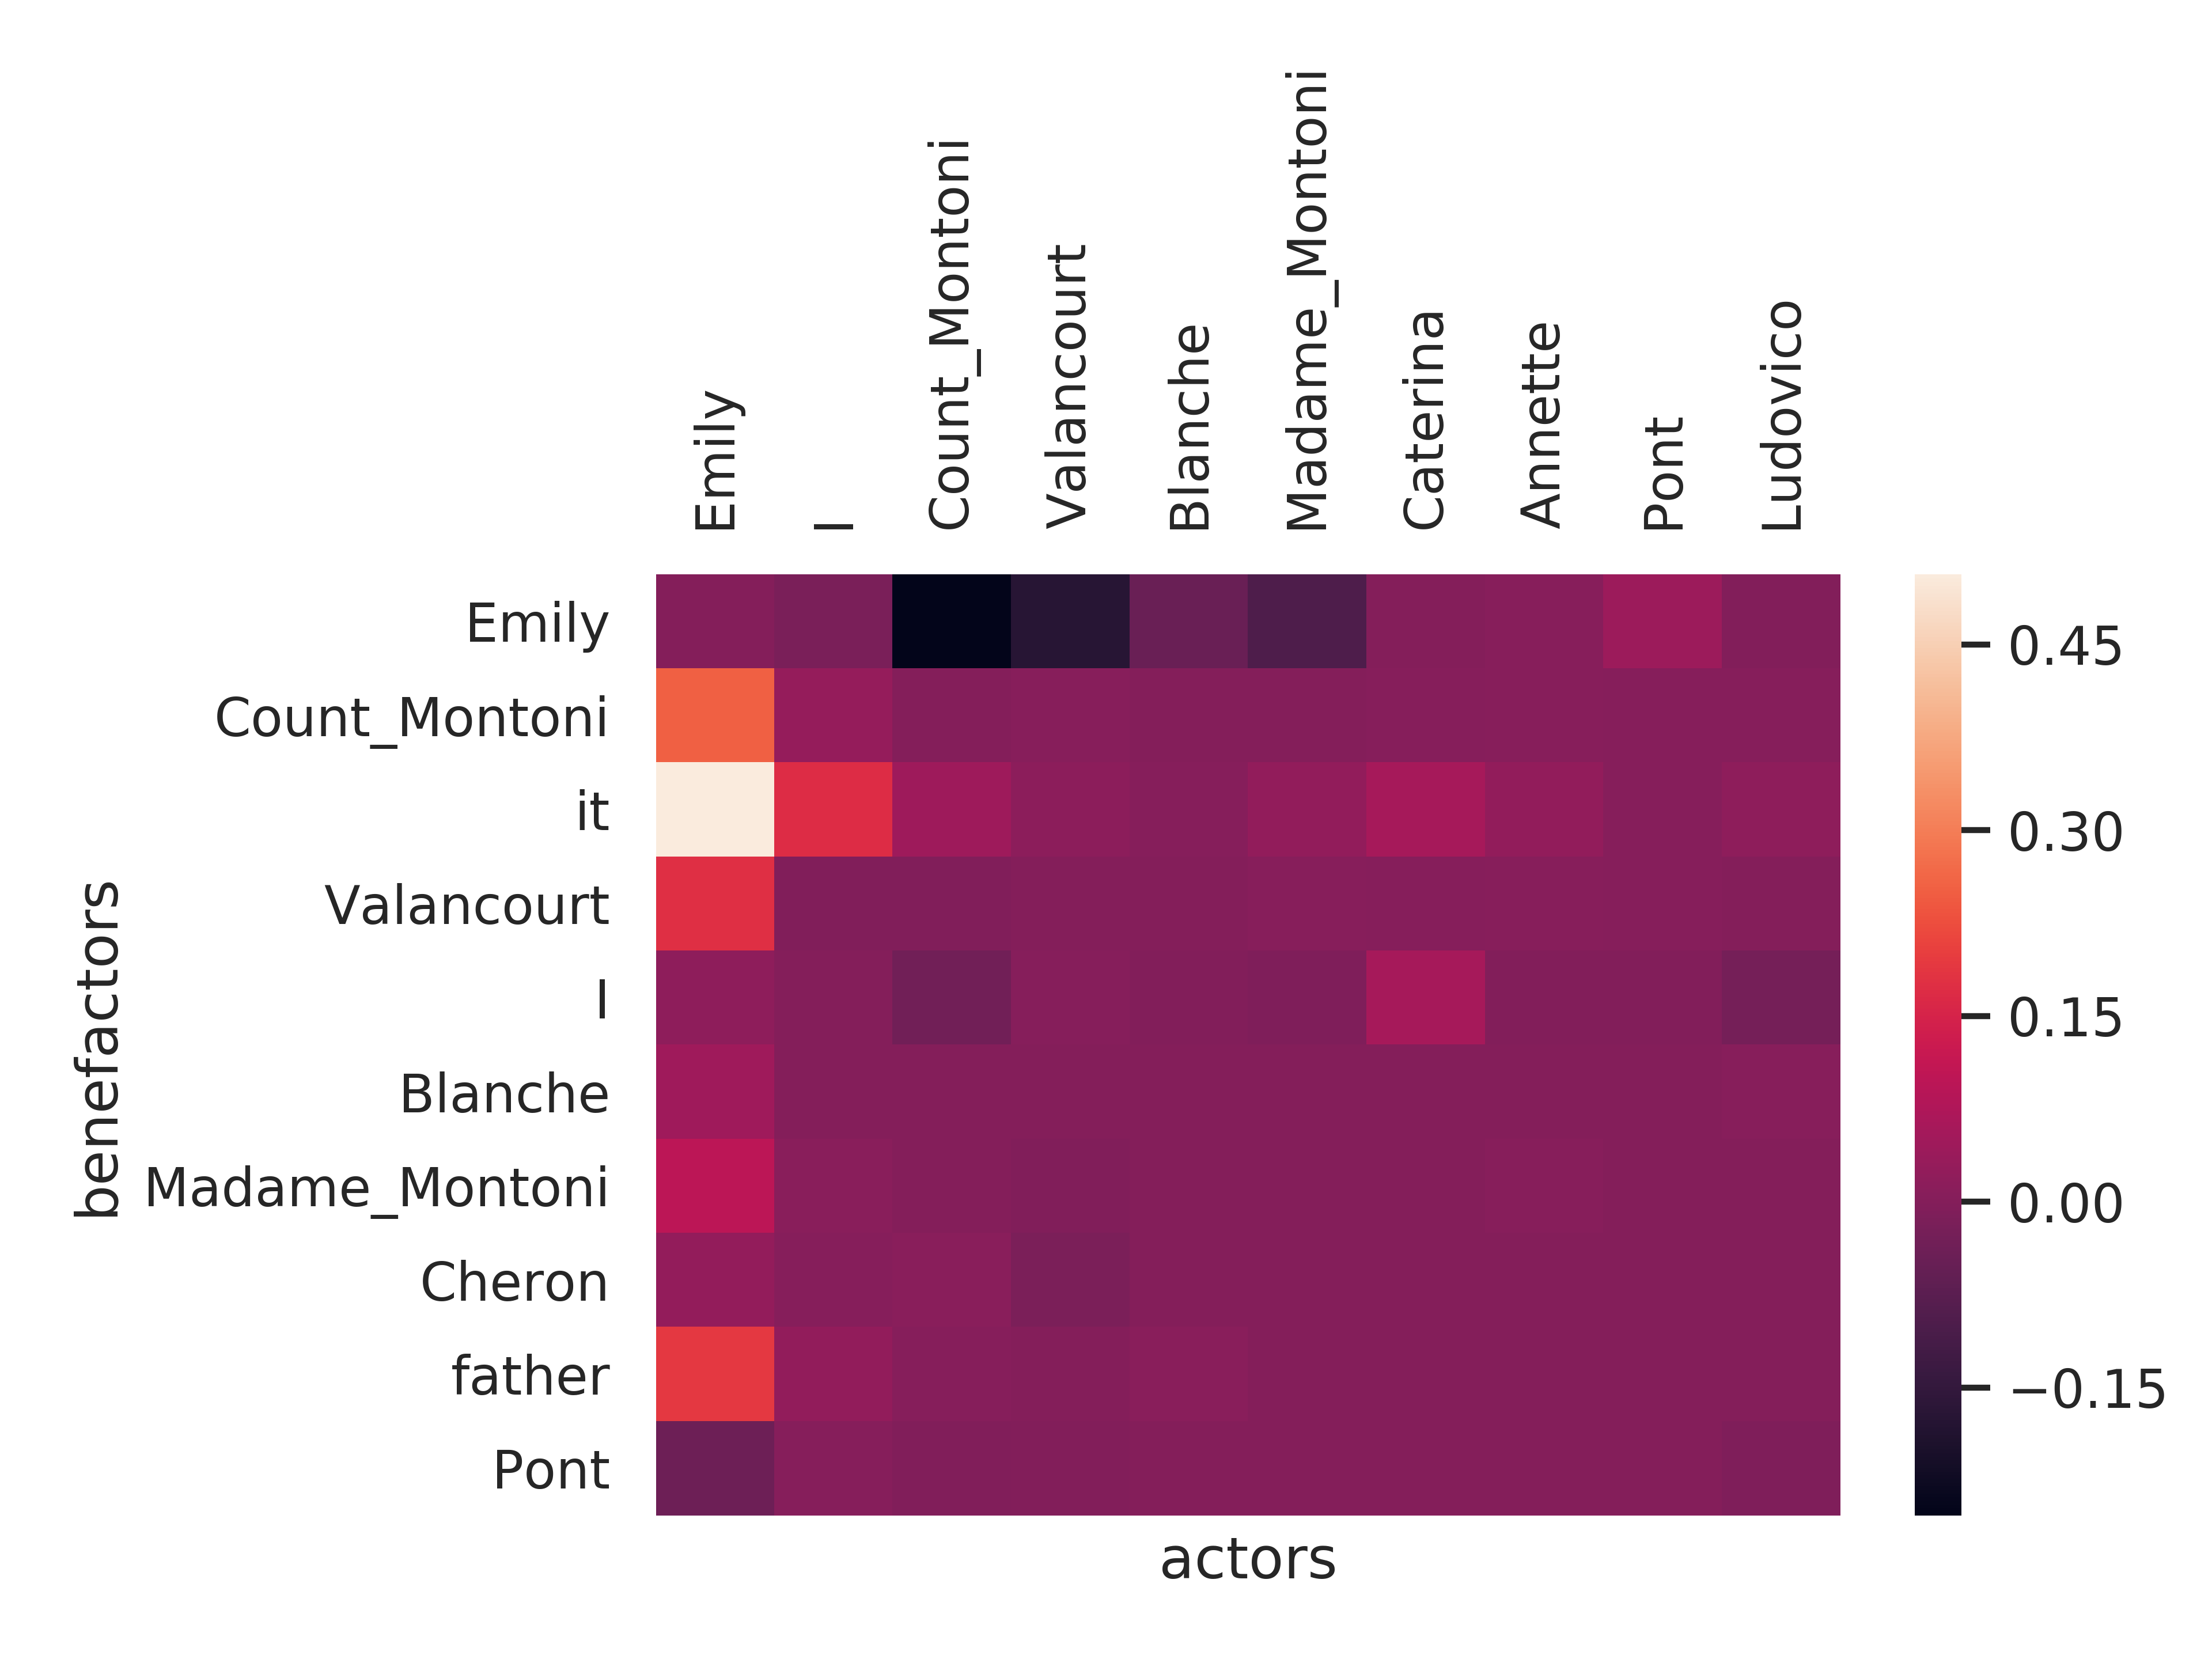 Emily
I
Count_Montoni
Valancourt
Blanche
Madame_Montoni
Caterina
Annette
Pont
Ludovico
benefactors
Emily
Count_Montoni
it
Valancourt
I
Blanche
Madame_Montoni
Cheron
father
Pont
actors
0.45
0.30
0.15
0.00
−0.15